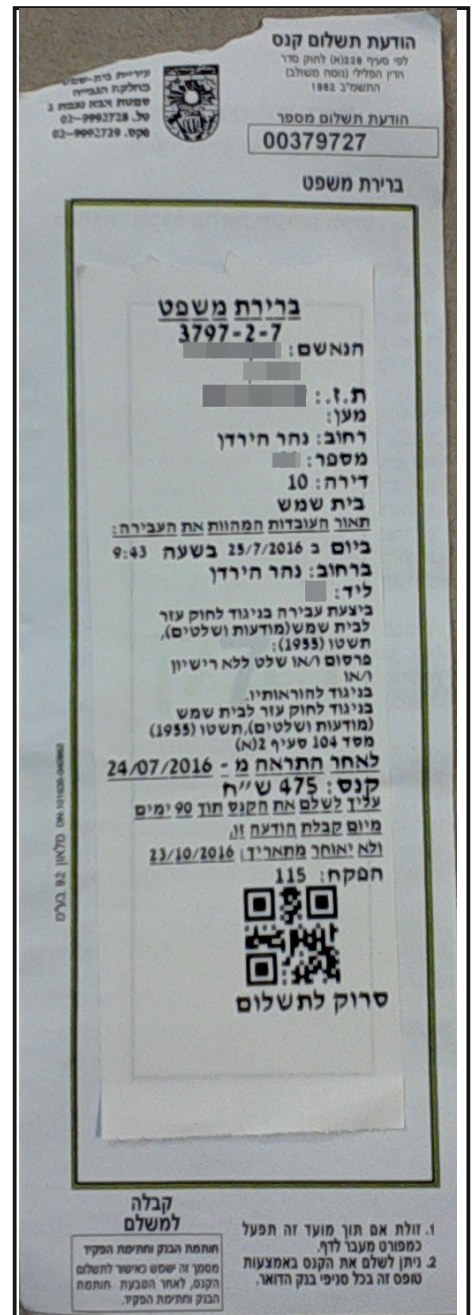 הודעת תשלום קנס
לפי סעיף 228(א) לחוק סדר
הדין הפלילי (נוסח משולב)
התשמ"ב 1982
עיריית בית-שמש
מחלקת הגבייה
טל. 02-9992728
פקס. 02-9992729
הודעת תשלום מספר
00379727
ברירת משפט
ברירת משפט
3797-2-7
הנאשם:
ת.ז.:
מען:
רחוב: נהר הירדן
מספר:
דירה: 10
בית שמש
תאור העובדות המהוות את העבירה:
ביום ב 25/7/2016 בשעה 9:43
ברחוב: נהר הירדן
ליד:
ביצעת עבירה בניגוד לחוק עזר
לבית שמש(מודעות ושלטים),
תשטו (1955):
פרסום ו/או שלט ללא רישיון
ו/או
בניגוד להוראותיו.
בניגוד לחוק עזר לבית שמש
(מודעות ושלטים),תשטו (1955)
מסד 104 סעיף 2(א)
לאחר התראה מ - 24/07/2016
קנס: 475 ש"ח
עליך לשלם את הקנס תוך 90 ימים
מיום קבלת הודעה זו,
ולא יאוחר מתאריך: 23/10/2016
הפקח: 115
סרוק לתשלום
קבלה
למשלם
חותמת הבנק וחתימת הפקיד
מסמך זה ישמש כאישור לתשלום
הקנס, לאחר הטבעת חותמת
הבנק וחתימת הפקיד.
1. זולת אם תוך מועד זה תפעל
כמפורט מעבר לדף.
2. ניתן לשלם את הקנס באמצעות
טופס זה בכל סניפי בנק הדואר.